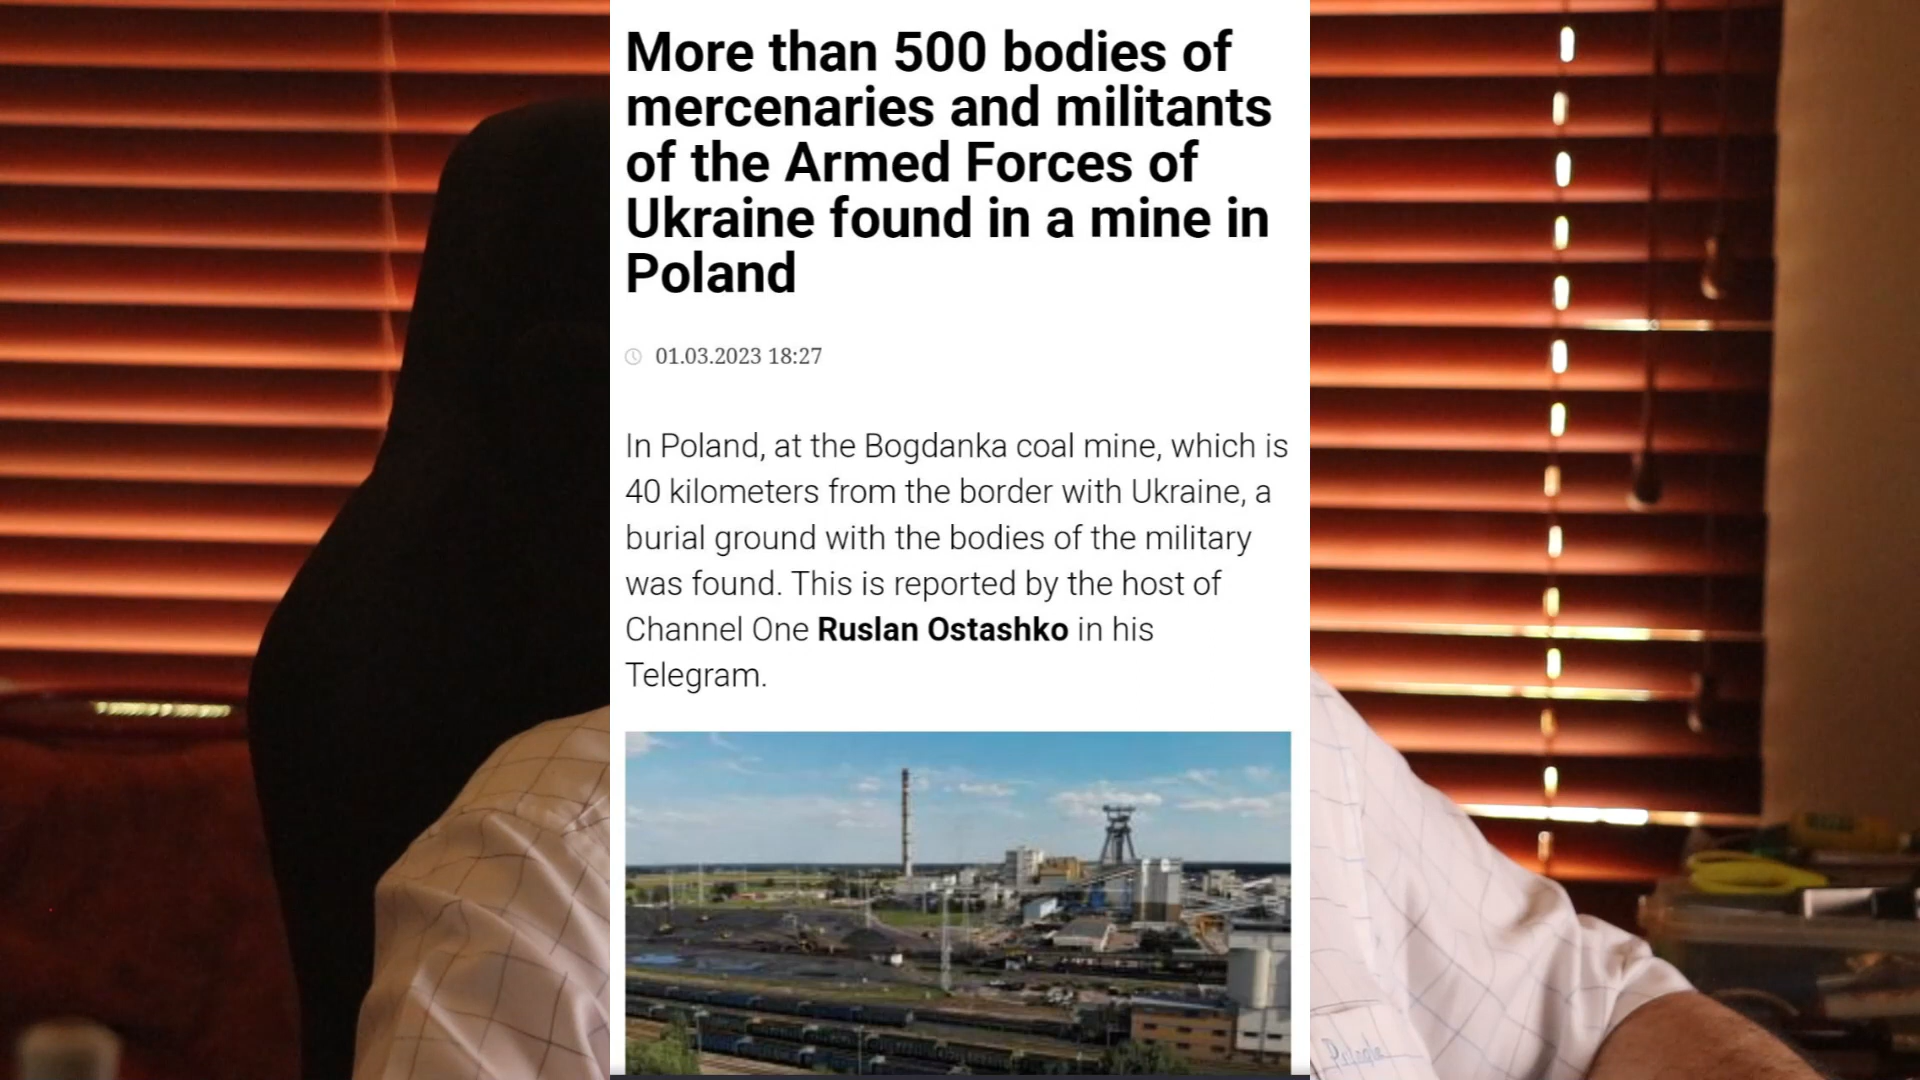 More than 500 bodies of
mercenaries and militants
of the Armed Forces of
Ukraine found in a mine in
Poland
01.03.2023 18:27
In Poland, at the Bogdanka coal mine, which is
40 kilometers from the border with Ukraine, a
burial ground with the bodies of the military
was found. This is reported by the host of
Channel One Ruslan Ostashko in his
Telegram.